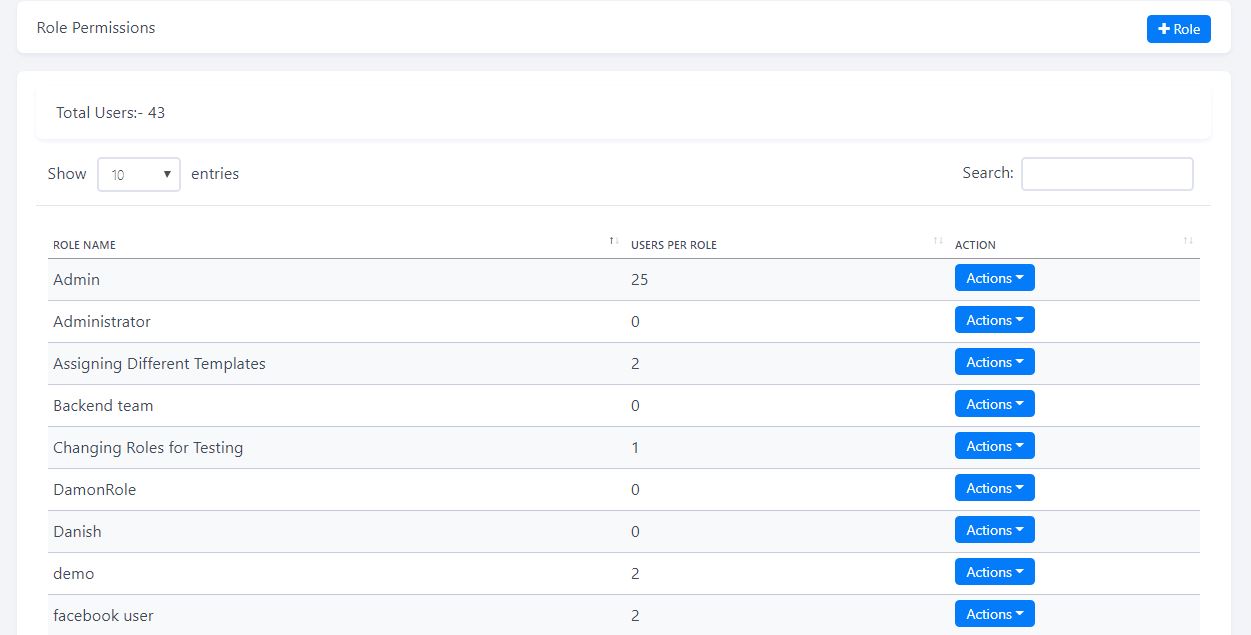 Role Permissions
+ Role
Total Users:- 43
Show 10 entries
Search:
ROLE NAME USERS PER ROLE ACTION
Admin 25 Actions
Administrator 0 Actions
Assigning Different Templates 2 Actions
Backend team 0 Actions
Changing Roles for Testing 1 Actions
DamonRole 0 Actions
Danish 0 Actions
demo 2 Actions
facebook user 2 Actions